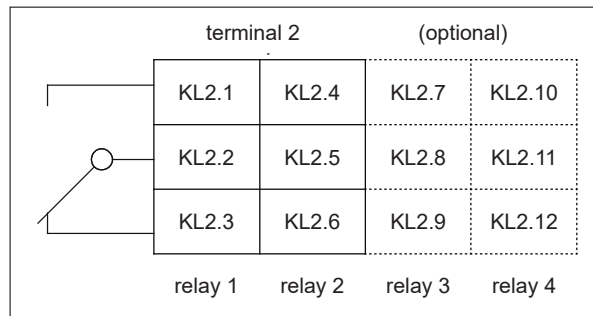 terminal 2 (optional)
KL2.1 KL2.4 KL2.7 KL2.10
KL2.2 KL2.5 KL2.8 KL2.11
KL2.3 KL2.6 KL2.9 KL2.12
relay 1 relay 2 relay 3 relay 4